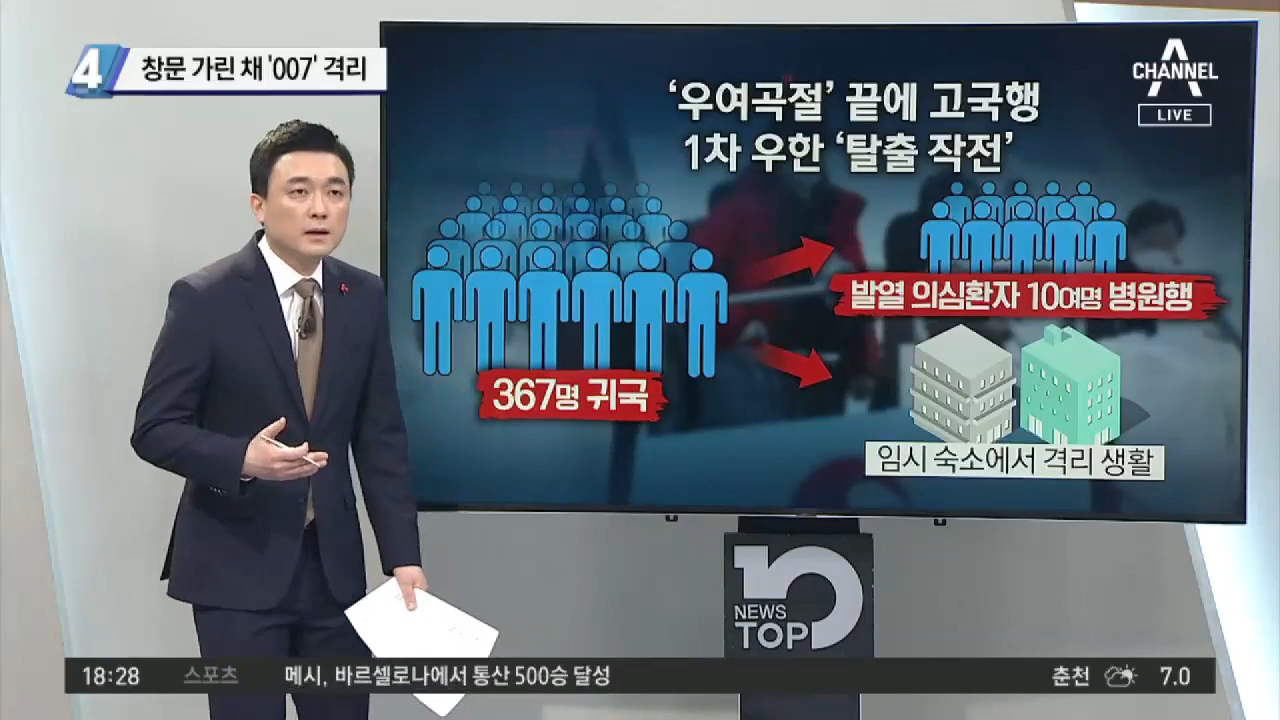 4 창문 가린 채 '007' 격리
CHANNEL A
LIVE
‘우여곡절’ 끝에 고국행
1차 우한 ‘탈출 작전’
발열 의심환자 10여명 병원행
367명 귀국
임시 숙소에서 격리 생활
NEWS
TOP 10
18:28 스포츠 메시, 바르셀로나에서 통산 500승 달성 춘천 7.0